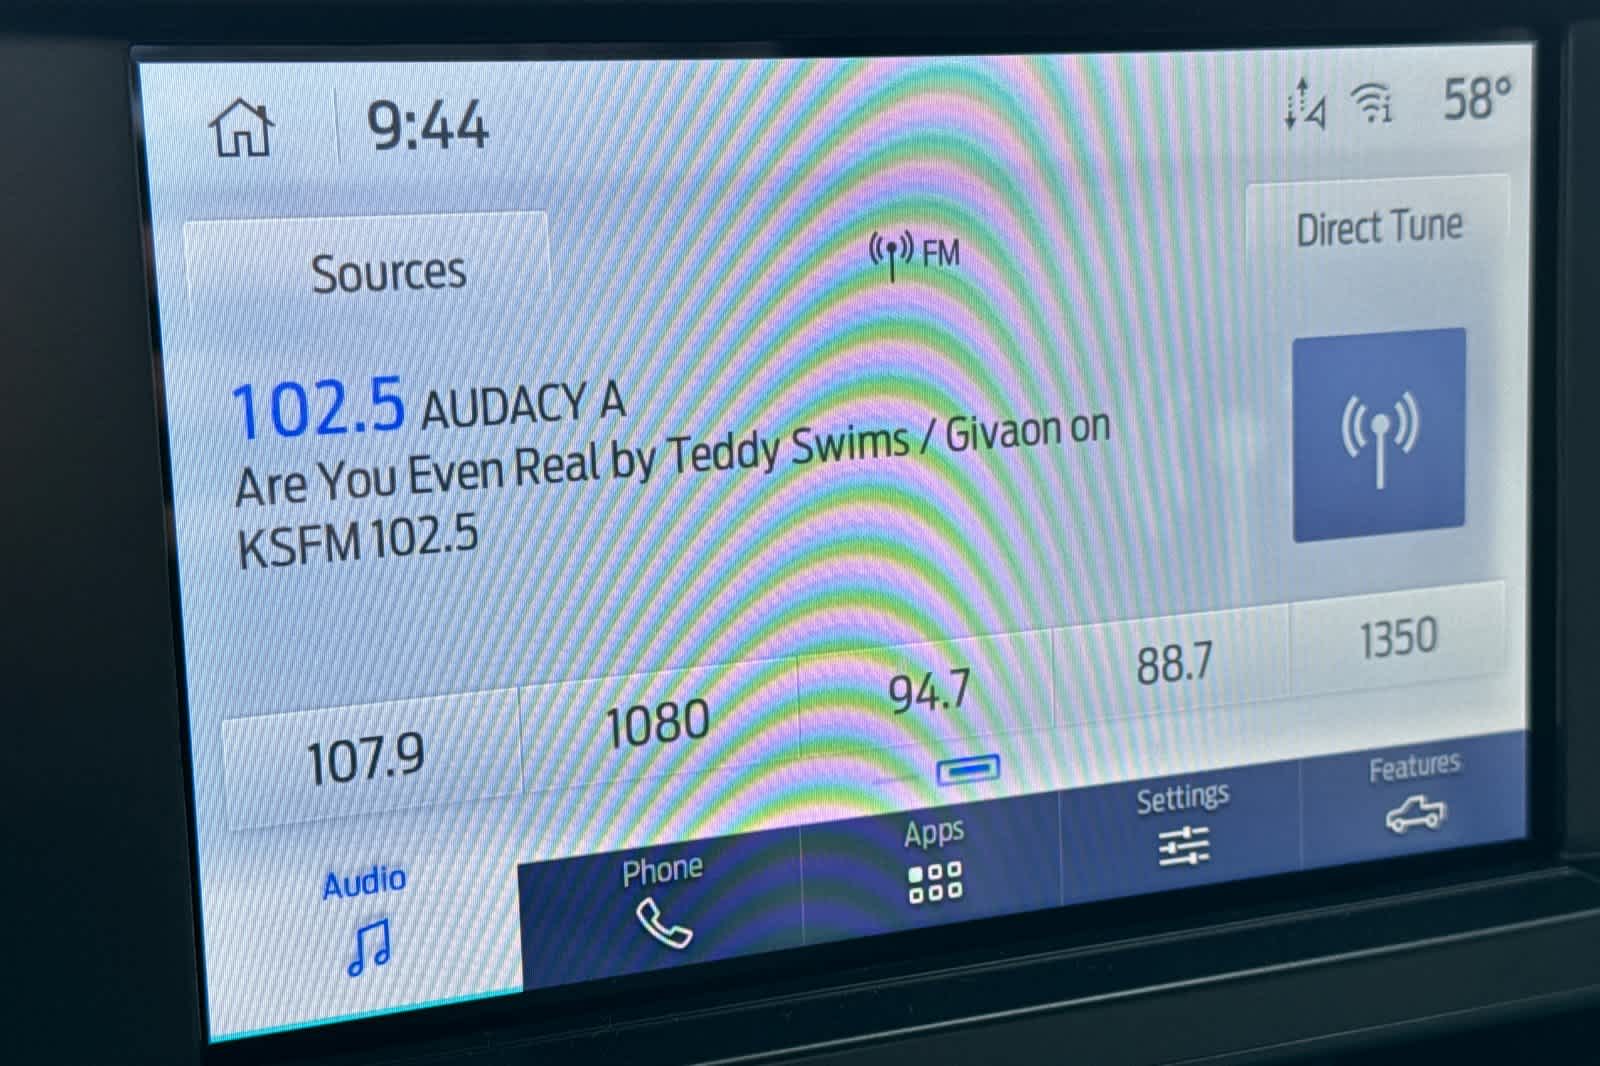 9:44
58°
Sources
FM
Direct Tune
102.5 AUDACY A
Are You Even Real by Teddy Swims / Givaon on
KSFM 102.5
107.9
1080
94.7
88.7
1350
Audio
Phone
Apps
Settings
Features